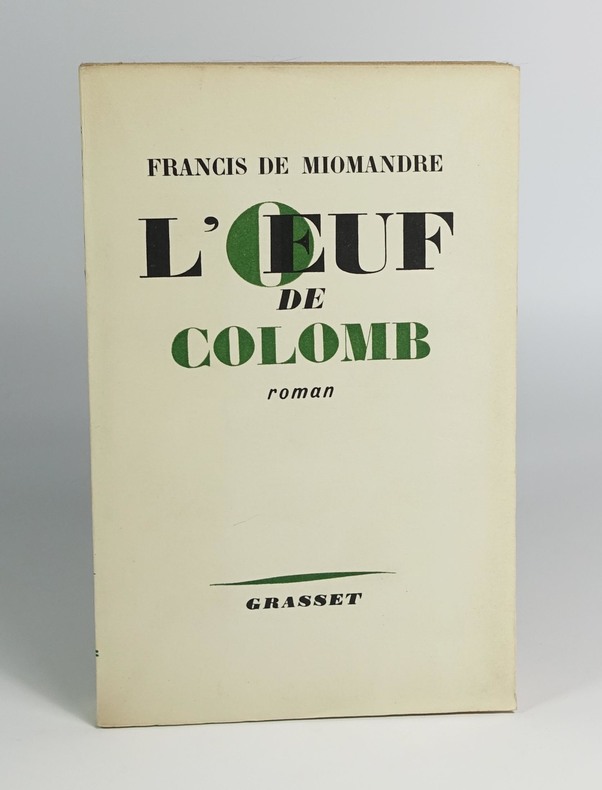 FRANCIS DE MIOMANDRE
L'ŒUF
DE
COLOMB
roman
GRASSET